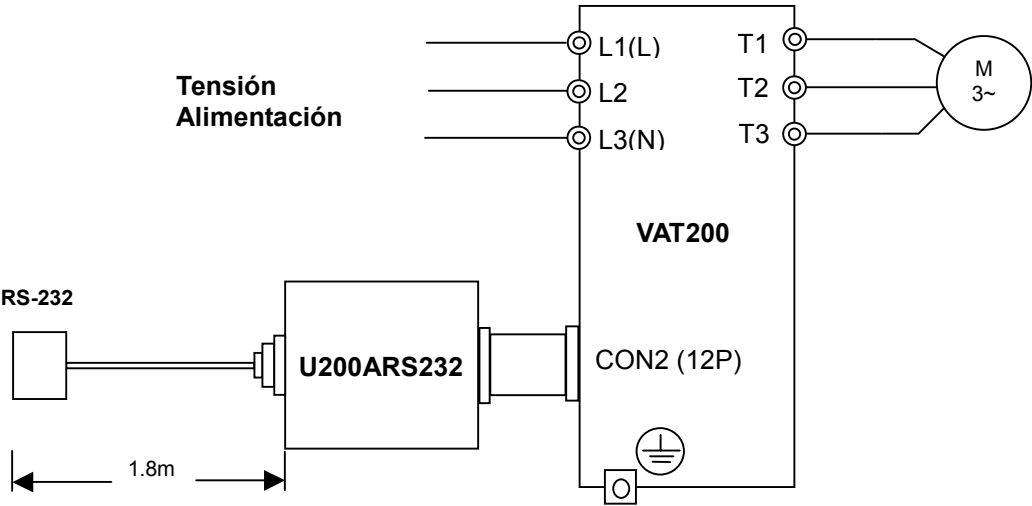 Tensión
Alimentación
L1(L)
L2
L3(N)
T1
T2
T3
M
3~
VAT200
RS-232
U200ARS232
CON2 (12P)
1.8m